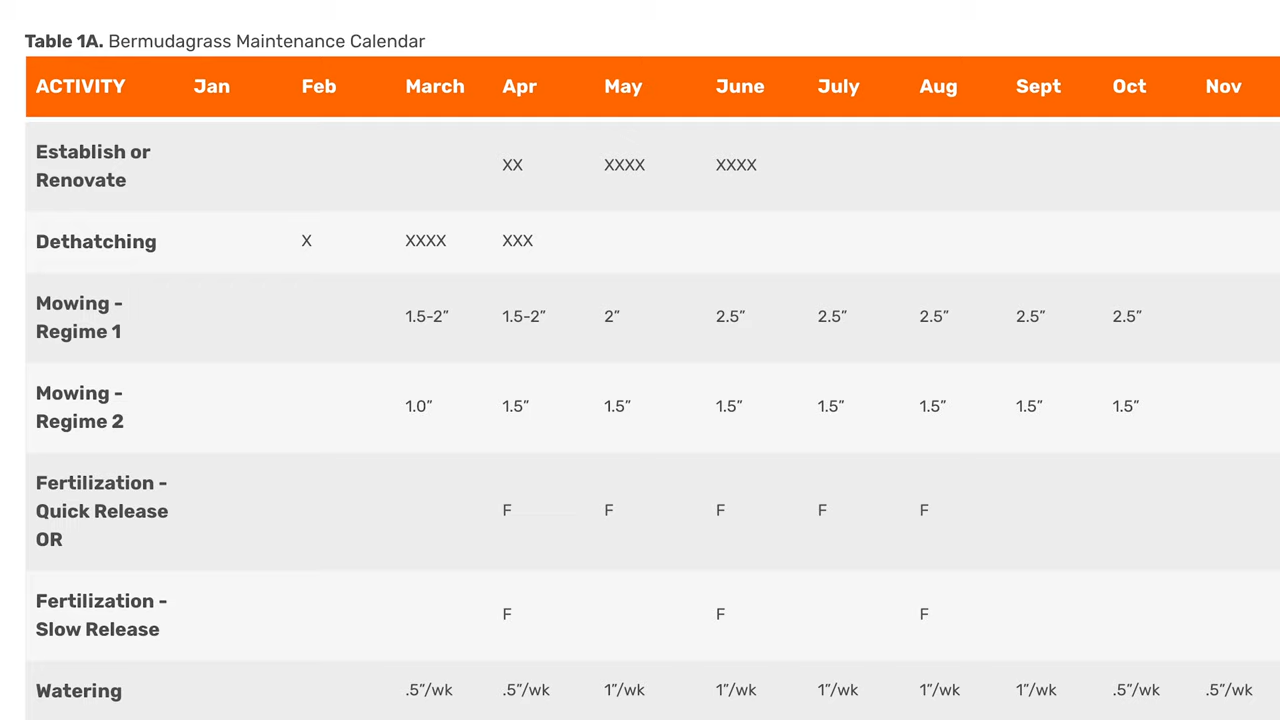 Table 1A. Bermudagrass Maintenance Calendar
ACTIVITY Jan Feb March Apr May June July Aug Sept Oct Nov
Establish or
Renovate XX XXXX XXXX
Dethatching X XXXX XXX
Mowing -
Regime 1 1.5-2” 1.5-2” 2” 2.5” 2.5” 2.5” 2.5” 2.5”
Mowing -
Regime 2 1.0” 1.5” 1.5” 1.5” 1.5” 1.5” 1.5” 1.5”
Fertilization -
Quick Release F F F F F
OR
Fertilization -
Slow Release F F F
Watering .5”/wk .5”/wk 1”/wk 1”/wk 1”/wk 1”/wk 1”/wk .5”/wk .5”/wk